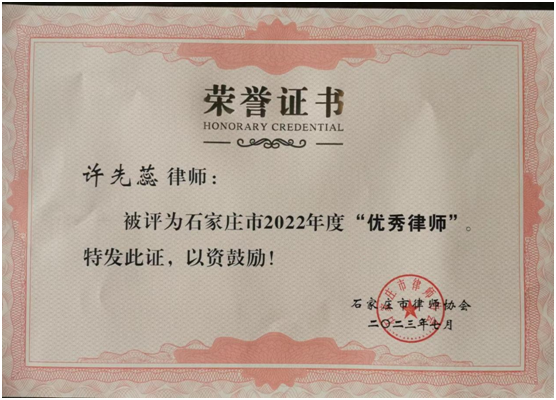 荣誉证书
HONORARY CREDENTIAL
许先蕊律师：
被评为石家庄市2022年度“优秀律师”。
特发此证，以资鼓励！
石家庄市律师协会
二〇二三年七月